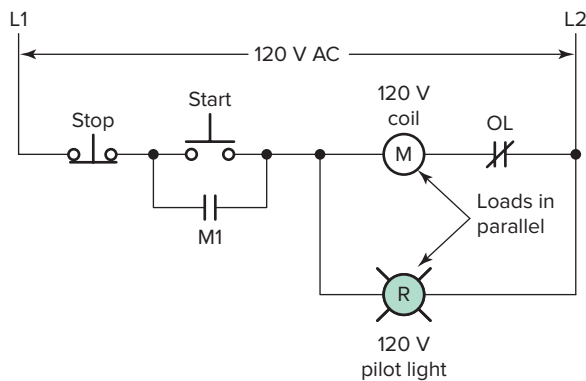 L1
L2
120 V AC
Stop
Start
120 V
coil
OL
M
M1
Loads in
parallel
R
120 V
pilot light